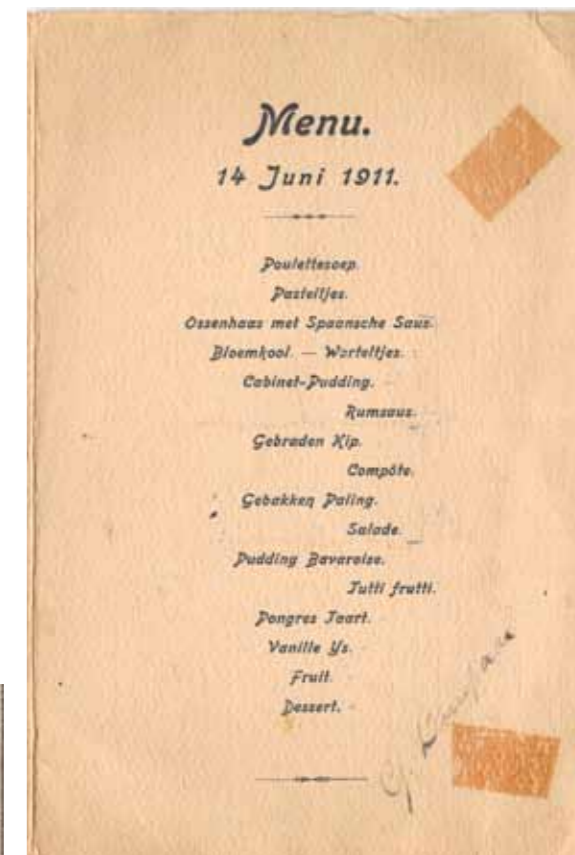 Menu.
14 Juni 1911.
Poulettesoep.
Pasteitjes.
Ossenhaas met Spaansche Saus.
Bloemkool. — Worteltjes.
Cabinet-Pudding.
Rumsaus.
Gebraden Kip.
Compôte.
Gebakken Paling.
Salade.
Pudding Bavaroise.
Tutti frutti.
Pongres Taart.
Vanille Ys.
Fruit.
Dessert.